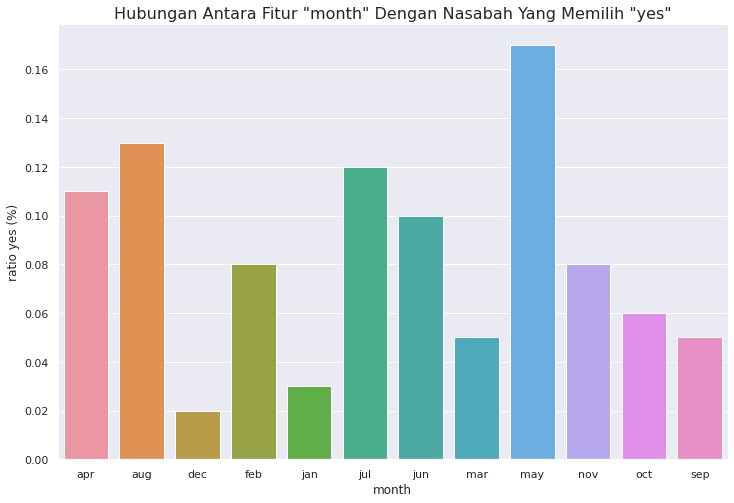 Hubungan Antara Fitur "month" Dengan Nasabah Yang Memilih "yes"
ratio yes (%)
0.16
0.14
0.12
0.10
0.08
0.06
0.04
0.02
0.00
apr aug dec feb jan jul jun mar may nov oct sep
month